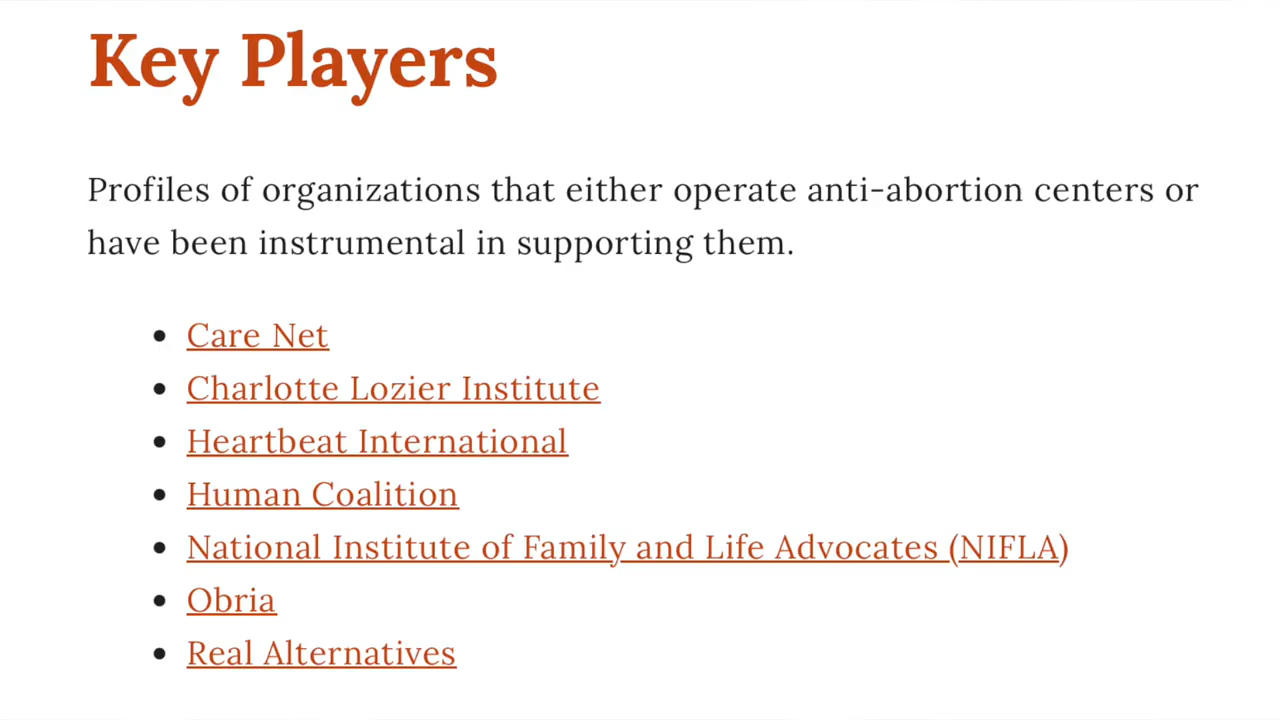 Key Players
Profiles of organizations that either operate anti-abortion centers or
have been instrumental in supporting them.
• Care Net
• Charlotte Lozier Institute
• Heartbeat International
• Human Coalition
• National Institute of Family and Life Advocates (NIFLA)
• Obria
• Real Alternatives